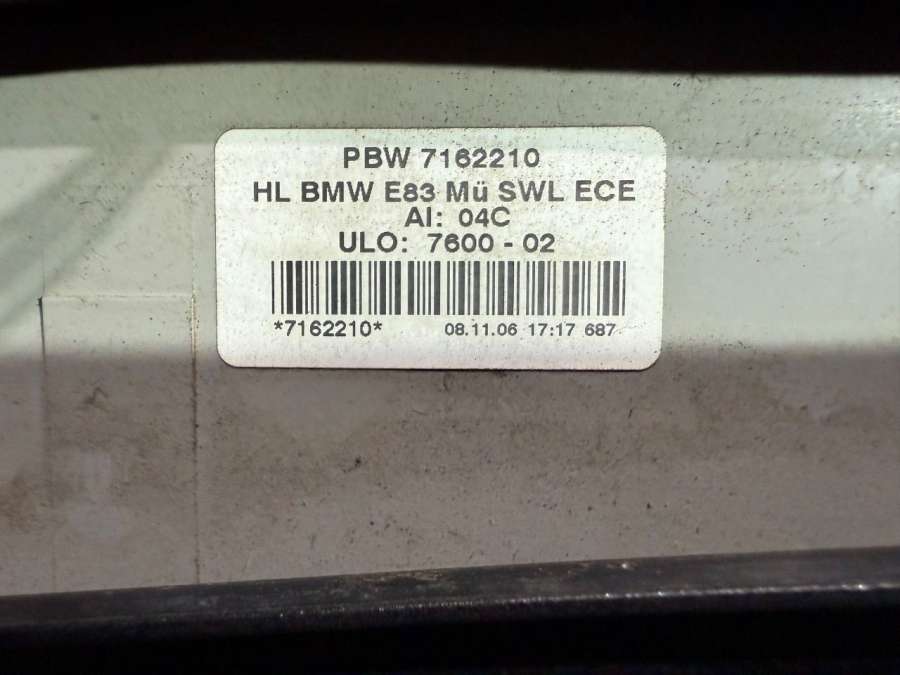 PBW 7162210
HL BMW E83 Mü SWL ECE
AI: 04C
ULO: 7600 - 02
*7162210* 08.11.06 17:17 687